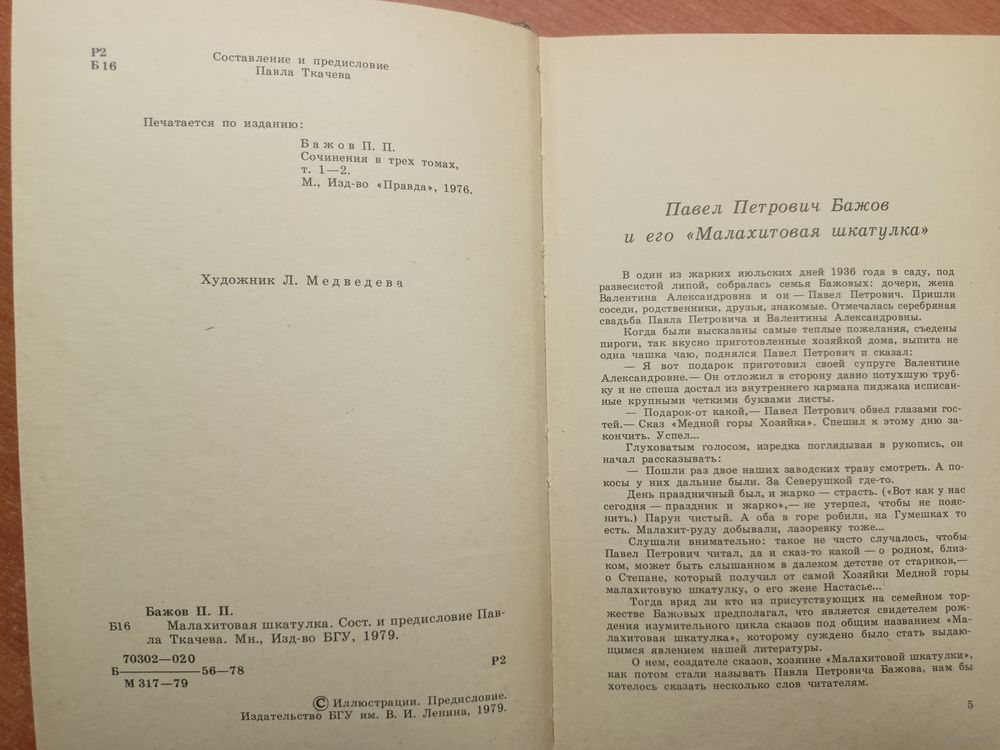 Р2
Б 16
Составление и предисловие
Павла Ткачева
Печатается по изданию:
Бажов П. П.
Сочинения в трех томах,
т. 1—2.
М., Изд-во «Правда», 1976.
Художник Л. Медведева
Бажов П. П.
Б16 Малахитовая шкатулка. Сост. и предисловие Пав-
ла Ткачева. Мн., Изд-во БГУ, 1979.
70302—020
Б————56—78
М 317—79
Р2
© Иллюстрации. Предисловие.
Издательство БГУ им. В. И. Ленина, 1979.
Павел Петрович Бажов
и его «Малахитовая шкатулка»
В один из жарких июльских дней 1936 года в саду, под
развесистой липой, собралась семья Бажовых: дочери, жена
Валентина Александровна и он — Павел Петрович. Пришли
соседи, родственники, друзья, знакомые. Отмечалась серебряная
свадьба Павла Петровича и Валентины Александровны.
Когда были высказаны самые теплые пожелания, съедены
пироги, так вкусно приготовленные хозяйкой дома, выпита не
одна чашка чаю, поднялся Павел Петрович и сказал:
— Я вот подарок приготовил своей супруге Валентине
Александровне.— Он отложил в сторону давно потухшую труб-
ку и не спеша достал из внутреннего кармана пиджака исписан-
ные крупными четкими буквами листы.
— Подарок-от какой,— Павел Петрович обвел глазами гос-
тей.— Сказ «Медной горы Хозяйка». Спешил к этому дню за-
кончить. Успел...
Глуховатым голосом, изредка поглядывая в рукопись, он
начал рассказывать:
— Пошли раз двое наших заводских траву смотреть. А по-
косы у них дальние были. За Северушкой где-то.
День праздничный был, и жарко — страсть. («Вот как у нас
сегодня — праздник и жарко»,— не утерпел, чтобы не пояс-
нить.) Парун чистый. А оба в горе робили, на Гумешках то
есть. Малахит-руду добывали, лазоревку тоже...
Слушали внимательно: такое не часто случалось, чтобы
Павел Петрович читал, да и сказ-то какой — о родном, близ-
ком, может быть слышанном в далеком детстве от стариков,—
о Степане, который получил от самой Хозяйки Медной горы
малахитовую шкатулку, о его жене Настасье...
Тогда вряд ли кто из присутствующих на семейном тор-
жестве Бажовых предполагал, что является свидетелем рож-
дения изумительного цикла сказов под общим названием «Ма-
лахитовая шкатулка», которому суждено было стать выдаю-
щимся явлением нашей литературы.
О нем, создателе сказов, хозяине «Малахитовой шкатулки»,
как потом стали называть Павла Петровича Бажова, нам бы
хотелось сказать несколько слов читателям.
5